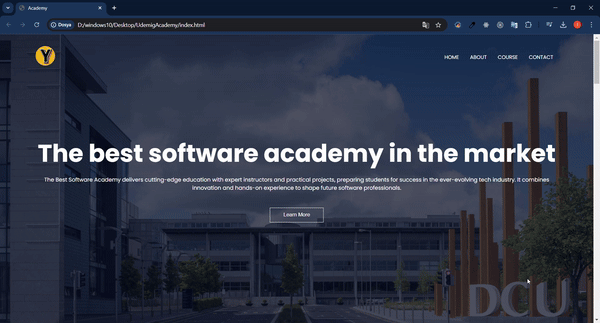 Academy
Dosya D:/windows10/Desktop/UdemigAcademy/index.html
Y
HOME ABOUT COURSE CONTACT
The best software academy in the market
The Best Software Academy delivers cutting-edge education with expert instructors and practical projects, preparing students for success in the ever-evolving tech industry. It combines
innovation and hands-on experience to shape future software professionals.
Learn More
DCU